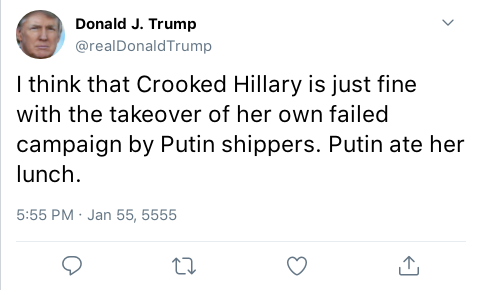 Donald J. Trump
@realDonaldTrump
I think that Crooked Hillary is just fine
with the takeover of her own failed
campaign by Putin shippers. Putin ate her
lunch.
5:55 PM · Jan 55, 5555